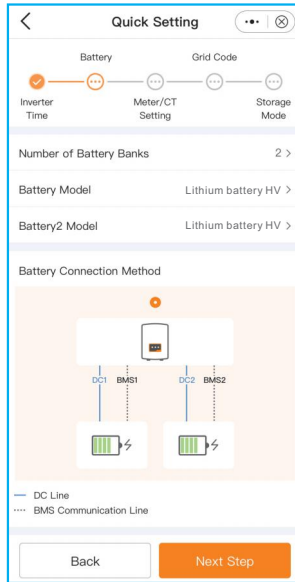 Quick Setting
Battery
Grid Code
Inverter Time
Meter/CT Setting
Storage Mode
Number of Battery Banks 2 >
Battery Model Lithium battery HV >
Battery2 Model Lithium battery HV >
Battery Connection Method
DC1 BMS1 DC2 BMS2
DC Line
BMS Communication Line
Back Next Step